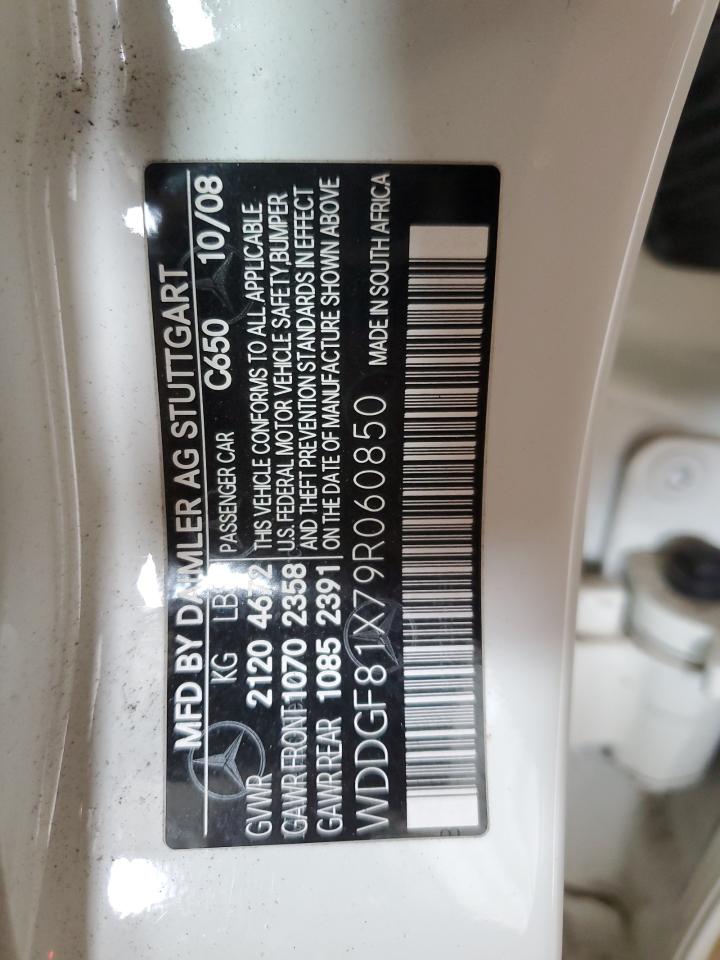 MFD BY DAIMLER AG STUTTGART
KG LB PASSENGER CAR C650 10/08
GVWR 2120 4672 THIS VEHICLE CONFORMS TO ALL APPLICABLE
GAWR FRONT 1070 2358 U.S. FEDERAL MOTOR VEHICLE SAFETY,BUMPER
GAWR REAR 1085 2391 AND THEFT PREVENTION STANDARDS IN EFFECT
ON THE DATE OF MANUFACTURE SHOWN ABOVE
WDDGF81X79R060850 MADE IN SOUTH AFRICA